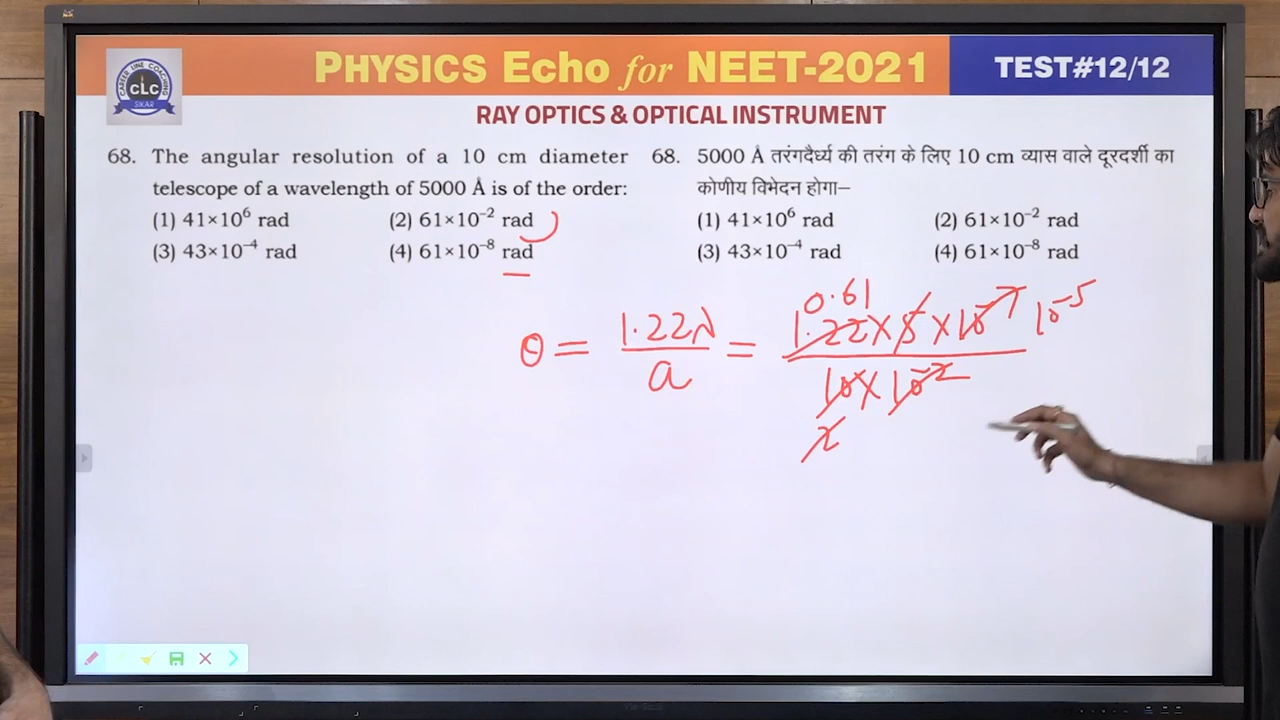 PHYSICS Echo for NEET-2021
TEST#12/12
CAREER LINE COACHING
CLC
SIKAR
RAY OPTICS & OPTICAL INSTRUMENT
68. The angular resolution of a 10 cm diameter
telescope of a wavelength of 5000 Å is of the order:
(1) 41×10⁶ rad (2) 61×10⁻² rad
(3) 43×10⁻⁴ rad (4) 61×10⁻⁸ rad
68. 5000 Å तरंगदैर्ध्य की तरंग के लिए 10 cm व्यास वाले दूरदर्शी का
कोणीय विभेदन होगा–
(1) 41×10⁶ rad (2) 61×10⁻² rad
(3) 43×10⁻⁴ rad (4) 61×10⁻⁸ rad
0.61
θ = 1.22λ/a = 1.22×5×10⁻⁷ 10⁻⁵
10×10⁻²
2